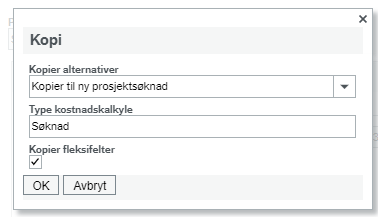 Kopi
Kopier alternativer
Kopier til ny prosjektsøknad
Type kostnadskalkyle
Søknad
Kopier fleksifelter
OK Avbryt